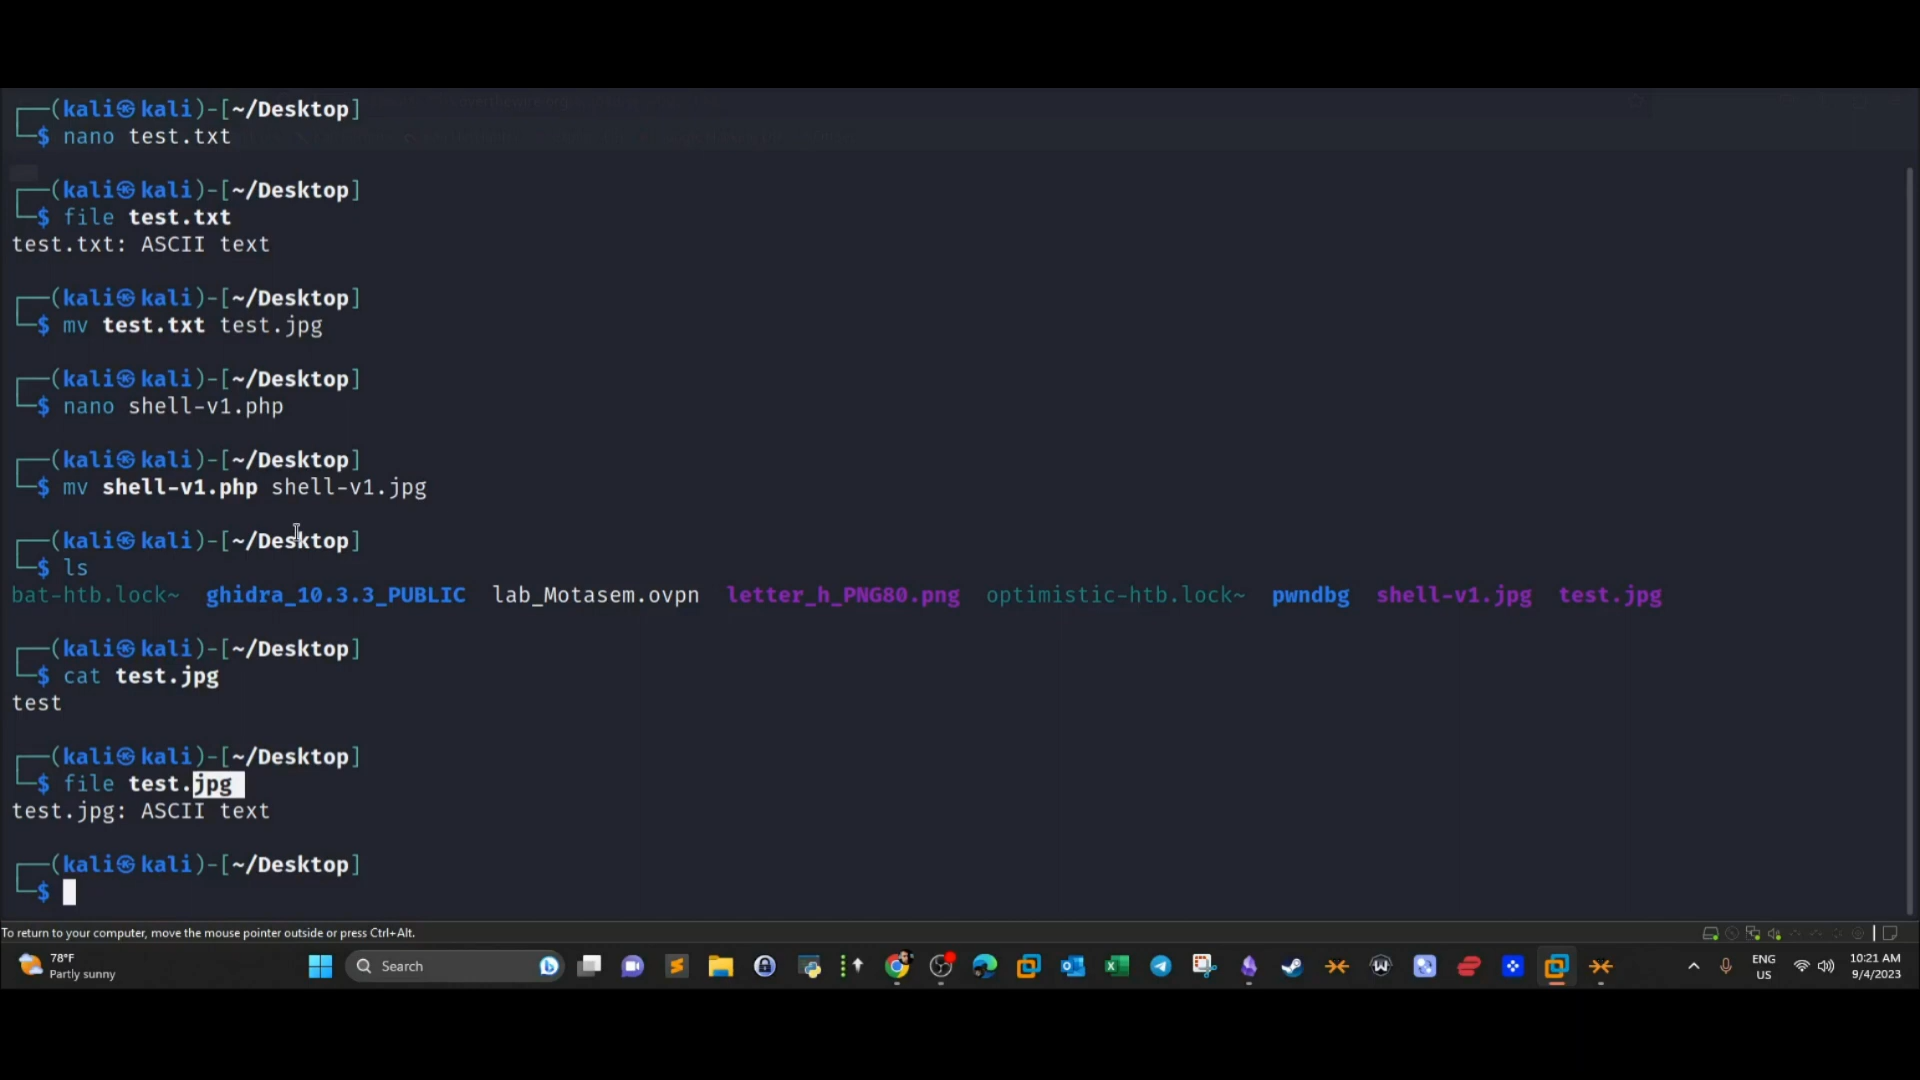 ┌──(kali㉿kali)-[~/Desktop]
└─$ nano test.txt
┌──(kali㉿kali)-[~/Desktop]
└─$ file test.txt
test.txt: ASCII text
┌──(kali㉿kali)-[~/Desktop]
└─$ mv test.txt test.jpg
┌──(kali㉿kali)-[~/Desktop]
└─$ nano shell-v1.php
┌──(kali㉿kali)-[~/Desktop]
└─$ mv shell-v1.php shell-v1.jpg
┌──(kali㉿kali)-[~/Desktop]
└─$ ls
bat-htb.lock~ ghidra_10.3.3_PUBLIC lab_Motasem.ovpn letter_h_PNG80.png optimistic-htb.lock~ pwndbg shell-v1.jpg test.jpg
┌──(kali㉿kali)-[~/Desktop]
└─$ cat test.jpg
test
┌──(kali㉿kali)-[~/Desktop]
└─$ file test.jpg
test.jpg: ASCII text
┌──(kali㉿kali)-[~/Desktop]
└─$
To return to your computer, move the mouse pointer outside or press Ctrl+Alt.
78°F
Partly sunny
Search
ENG
US
10:21 AM
9/4/2023